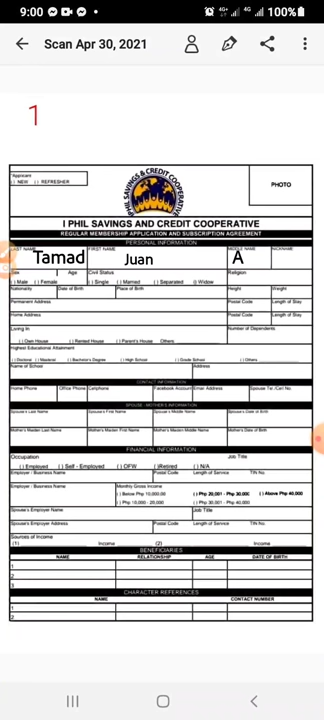 9:00
4G+
4G
100%
Scan Apr 30, 2021
1
Applicant
( ) NEW ( ) REFRESHER
I PHIL SAVINGS & CREDIT COOPERATIVE
PHOTO
I PHIL SAVINGS AND CREDIT COOPERATIVE
REGULAR MEMBERSHIP APPLICATION AND SUBSCRIPTION AGREEMENT
PERSONAL INFORMATION
LAST NAME FIRST NAME MIDDLE NAME NICKNAME
Tamad Juan A
Sex Age Civil Status Religion
( ) Male ( ) Female ( ) Single ( ) Married ( ) Separated ( ) Widow
Nationality Date of Birth Place of Birth Height Weight
Permanent Address Postal Code Length of Stay
Home Address Postal Code Length of Stay
Living In Number of Dependents
( ) Own House ( ) Rented House ( ) Parent's House Others
Highest Educational Attainment
( ) Doctoral ( ) Masteral ( ) Bachelor's Degree ( ) High School ( ) Grade School ( ) Others
Name of School Address
CONTACT INFORMATION
Home Phone Office Phone Cellphone Facebook Account Email Address Spouse Tel./Cel No.
SPOUSE - MOTHER'S INFORMATION
Spouse's Last Name Spouse's First Name Spouse's Middle Name Spouse's Date of Birth
Mother's Maiden Last Name Mother's Maiden First Name Mother's Maiden Middle Name Mother's Date of Birth
FINANCIAL INFORMATION
Occupation Job Title
( ) Employed ( ) Self - Employed ( ) OFW ( )Retired ( ) N/A
Employer / Business Name Postal Code Length of Service TIN No.
Employer / Business Name Monthly Gross Income
( ) Below Php 10,000.00 ( ) Php 20,001 - Php 30,000 ( ) Above Php 40,000
( ) Php 10,000 - 20,000 ( ) Php 30,001 - Php 40,000
Spouse's Employer Name Job Title
Spouse's Employer Address Postal Code Length of Service TIN No.
Sources of Income
(1) Income (2) Income
BENEFICIARIES
NAME RELATIONSHIP AGE DATE OF BIRTH
1
2
3
CHARACTER REFERENCES
NAME CONTACT NUMBER
1
2